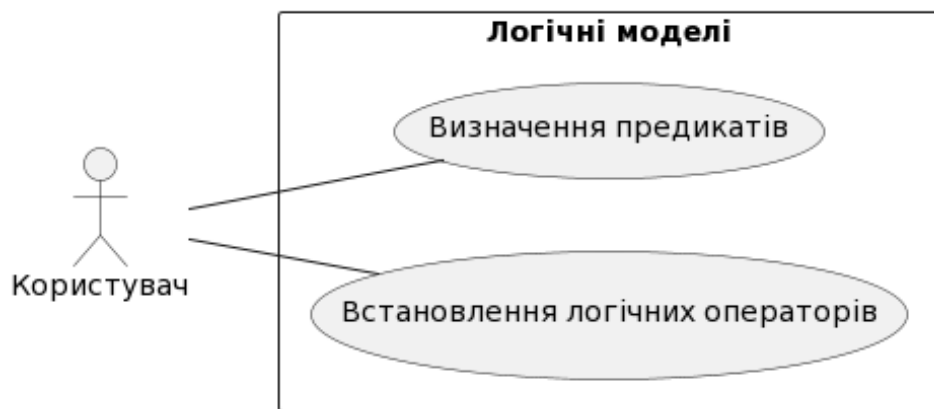 Логічні моделі
Визначення предикатів
Користувач
Встановлення логічних операторів